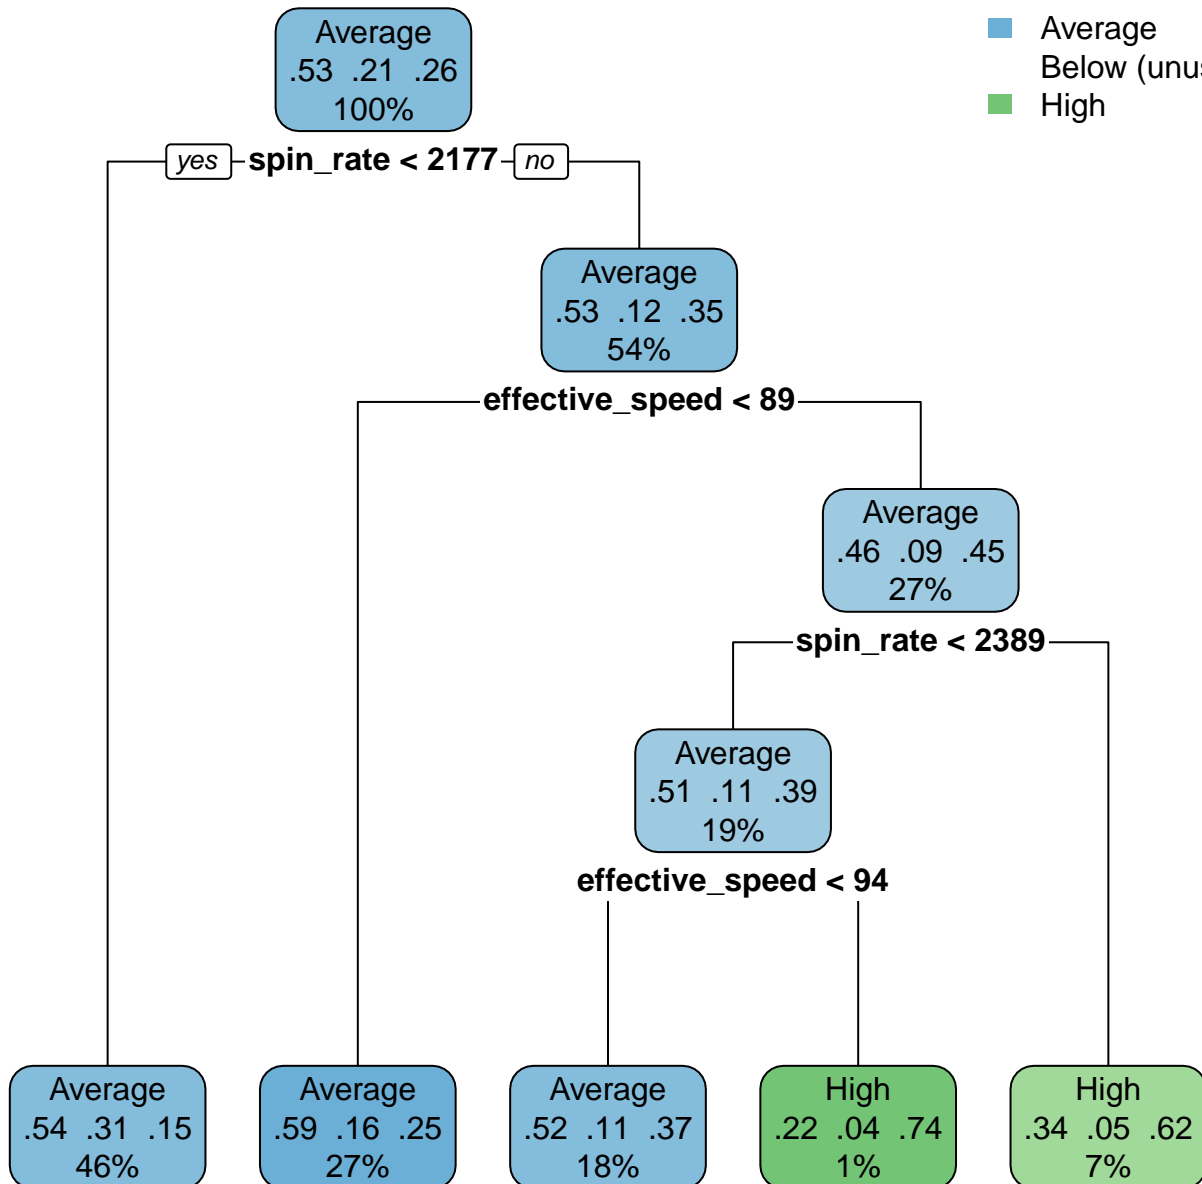 Average
.53 .21 .26
100%
Average
Below (unus
High
yes spin_rate < 2177 no
Average
.53 .12 .35
54%
effective_speed < 89
Average
.46 .09 .45
27%
spin_rate < 2389
Average
.51 .11 .39
19%
effective_speed < 94
Average
.54 .31 .15
46%
Average
.59 .16 .25
27%
Average
.52 .11 .37
18%
High
.22 .04 .74
1%
High
.34 .05 .62
7%